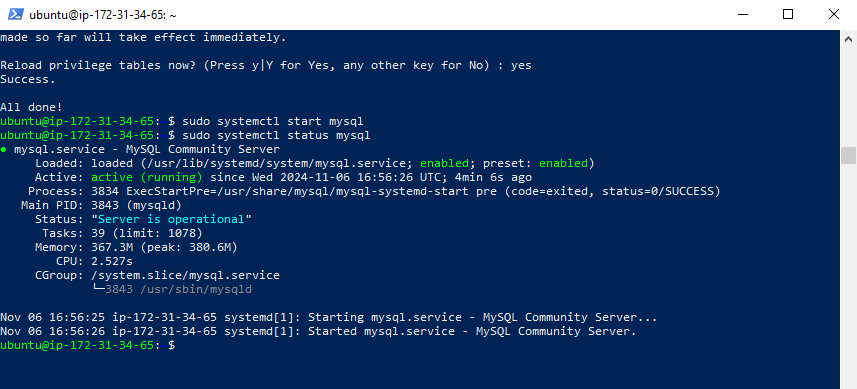 ubuntu@ip-172-31-34-65: ~
made so far will take effect immediately.
Reload privilege tables now? (Press y|Y for Yes, any other key for No) : yes
Success.
All done!
ubuntu@ip-172-31-34-65:~$ sudo systemctl start mysql
ubuntu@ip-172-31-34-65:~$ sudo systemctl status mysql
● mysql.service - MySQL Community Server
     Loaded: loaded (/usr/lib/systemd/system/mysql.service; enabled; preset: enabled)
     Active: active (running) since Wed 2024-11-06 16:56:26 UTC; 4min 6s ago
    Process: 3834 ExecStartPre=/usr/share/mysql/mysql-systemd-start pre (code=exited, status=0/SUCCESS)
   Main PID: 3843 (mysqld)
     Status: "Server is operational"
      Tasks: 39 (limit: 1078)
     Memory: 367.3M (peak: 380.6M)
        CPU: 2.527s
     CGroup: /system.slice/mysql.service
             └─3843 /usr/sbin/mysqld
Nov 06 16:56:25 ip-172-31-34-65 systemd[1]: Starting mysql.service - MySQL Community Server...
Nov 06 16:56:26 ip-172-31-34-65 systemd[1]: Started mysql.service - MySQL Community Server.
ubuntu@ip-172-31-34-65:~$